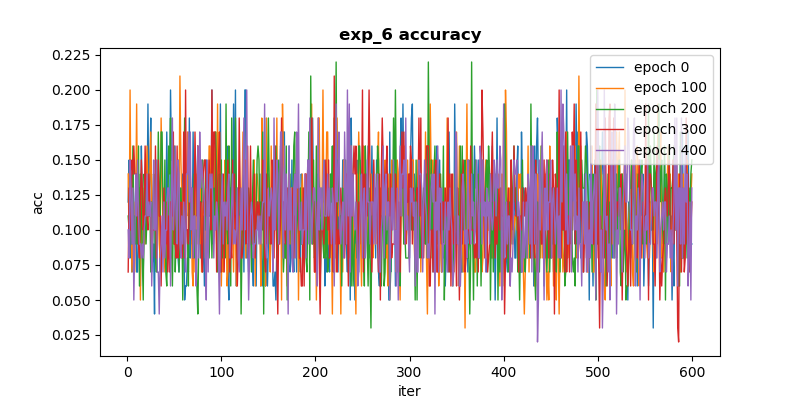 exp_6 accuracy
0.225
0.200
0.175
0.150
0.125
0.100
0.075
0.050
0.025
acc
epoch 0
epoch 100
epoch 200
epoch 300
epoch 400
0 100 200 300 400 500 600
iter